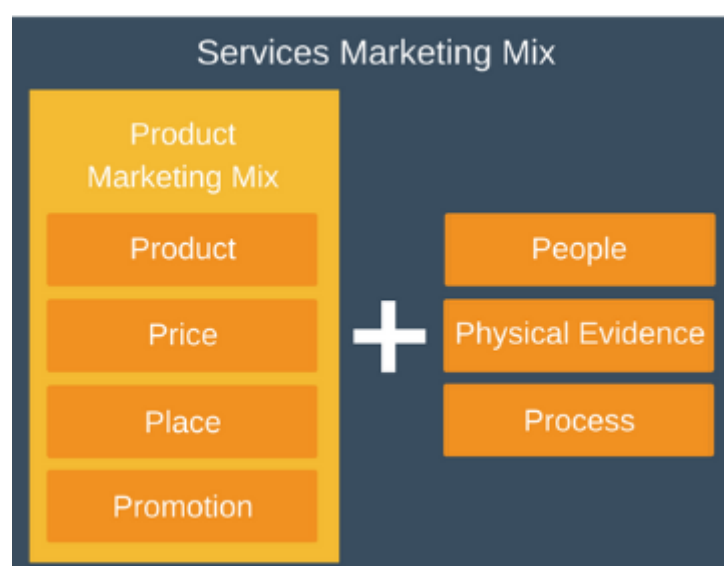 Services Marketing Mix
Product
Marketing Mix
Product
Price
Place
Promotion
People
Physical Evidence
Process